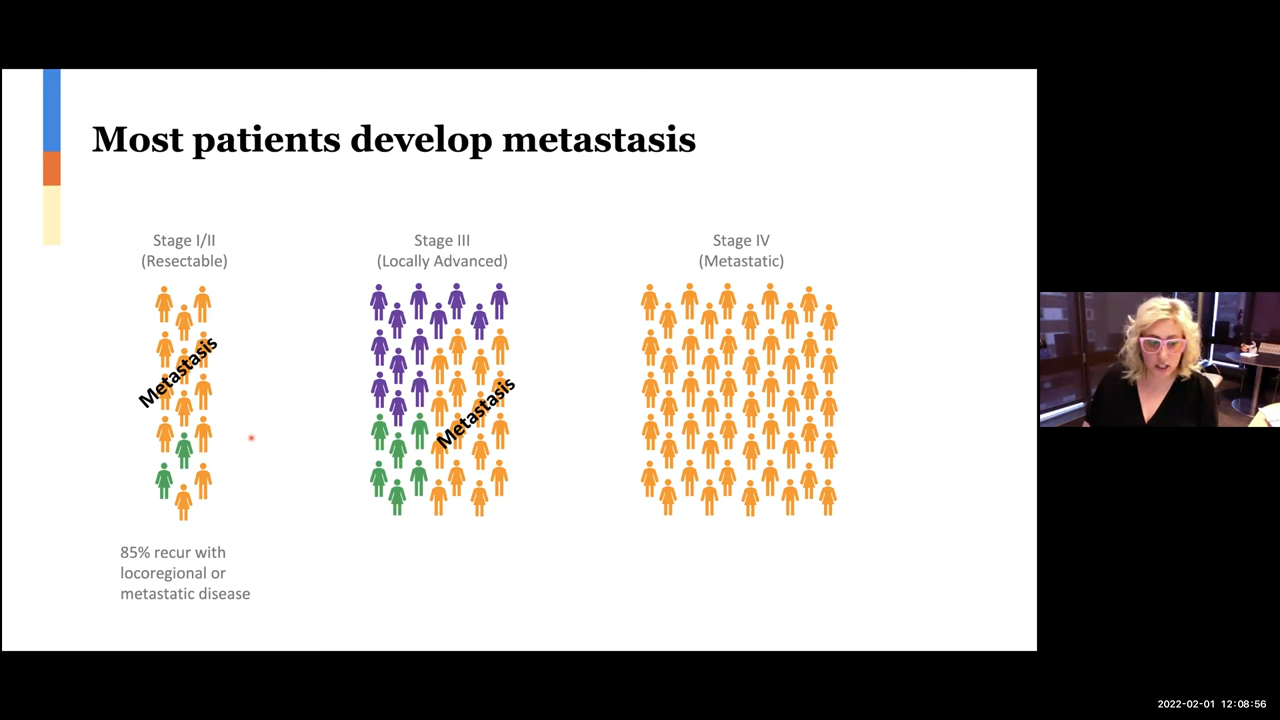 Most patients develop metastasis
Stage I/II
(Resectable)
Stage III
(Locally Advanced)
Stage IV
(Metastatic)
Metastasis
Metastasis
85% recur with
locoregional or
metastatic disease
2022-02-01 12:08:56